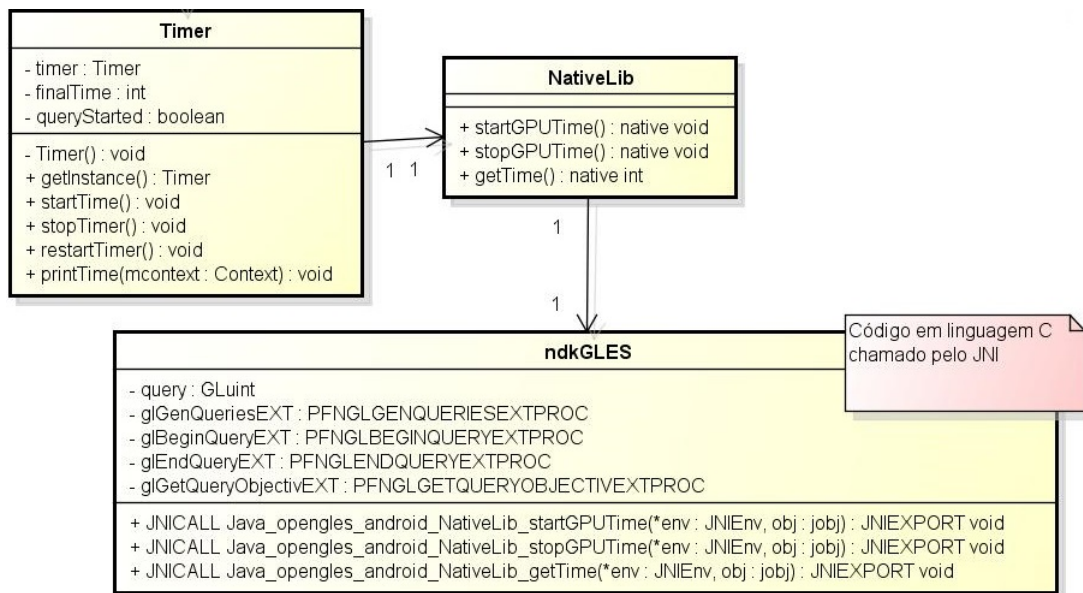 Timer
- timer : Timer
- finalTime : int
- queryStarted : boolean
- Timer() : void
+ getInstance() : Timer
+ startTime() : void
+ stopTimer() : void
+ restartTimer() : void
+ printTime(mcontext : Context) : void
1 1
NativeLib
+ startGPUTime() : native void
+ stopGPUTime() : native void
+ getTime() : native int
1
1
Código em linguagem C
chamado pelo JNI
ndkGLES
- query : GLuint
- glGenQueriesEXT : PFNGLGENQUERIESEXTPROC
- glBeginQueryEXT : PFNGLBEGINQUERYEXTPROC
- glEndQueryEXT : PFNGLENDQUERYEXTPROC
- glGetQueryObjectivEXT : PFNGLGETQUERYOBJECTIVEXTPROC
+ JNICALL Java_opengles_android_NativeLib_startGPUTime(*env : JNIEnv, obj : jobj) : JNIEXPORT void
+ JNICALL Java_opengles_android_NativeLib_stopGPUTime(*env : JNIEnv, obj : jobj) : JNIEXPORT void
+ JNICALL Java_opengles_android_NativeLib_getTime(*env : JNIEnv, obj : jobj) : JNIEXPORT void